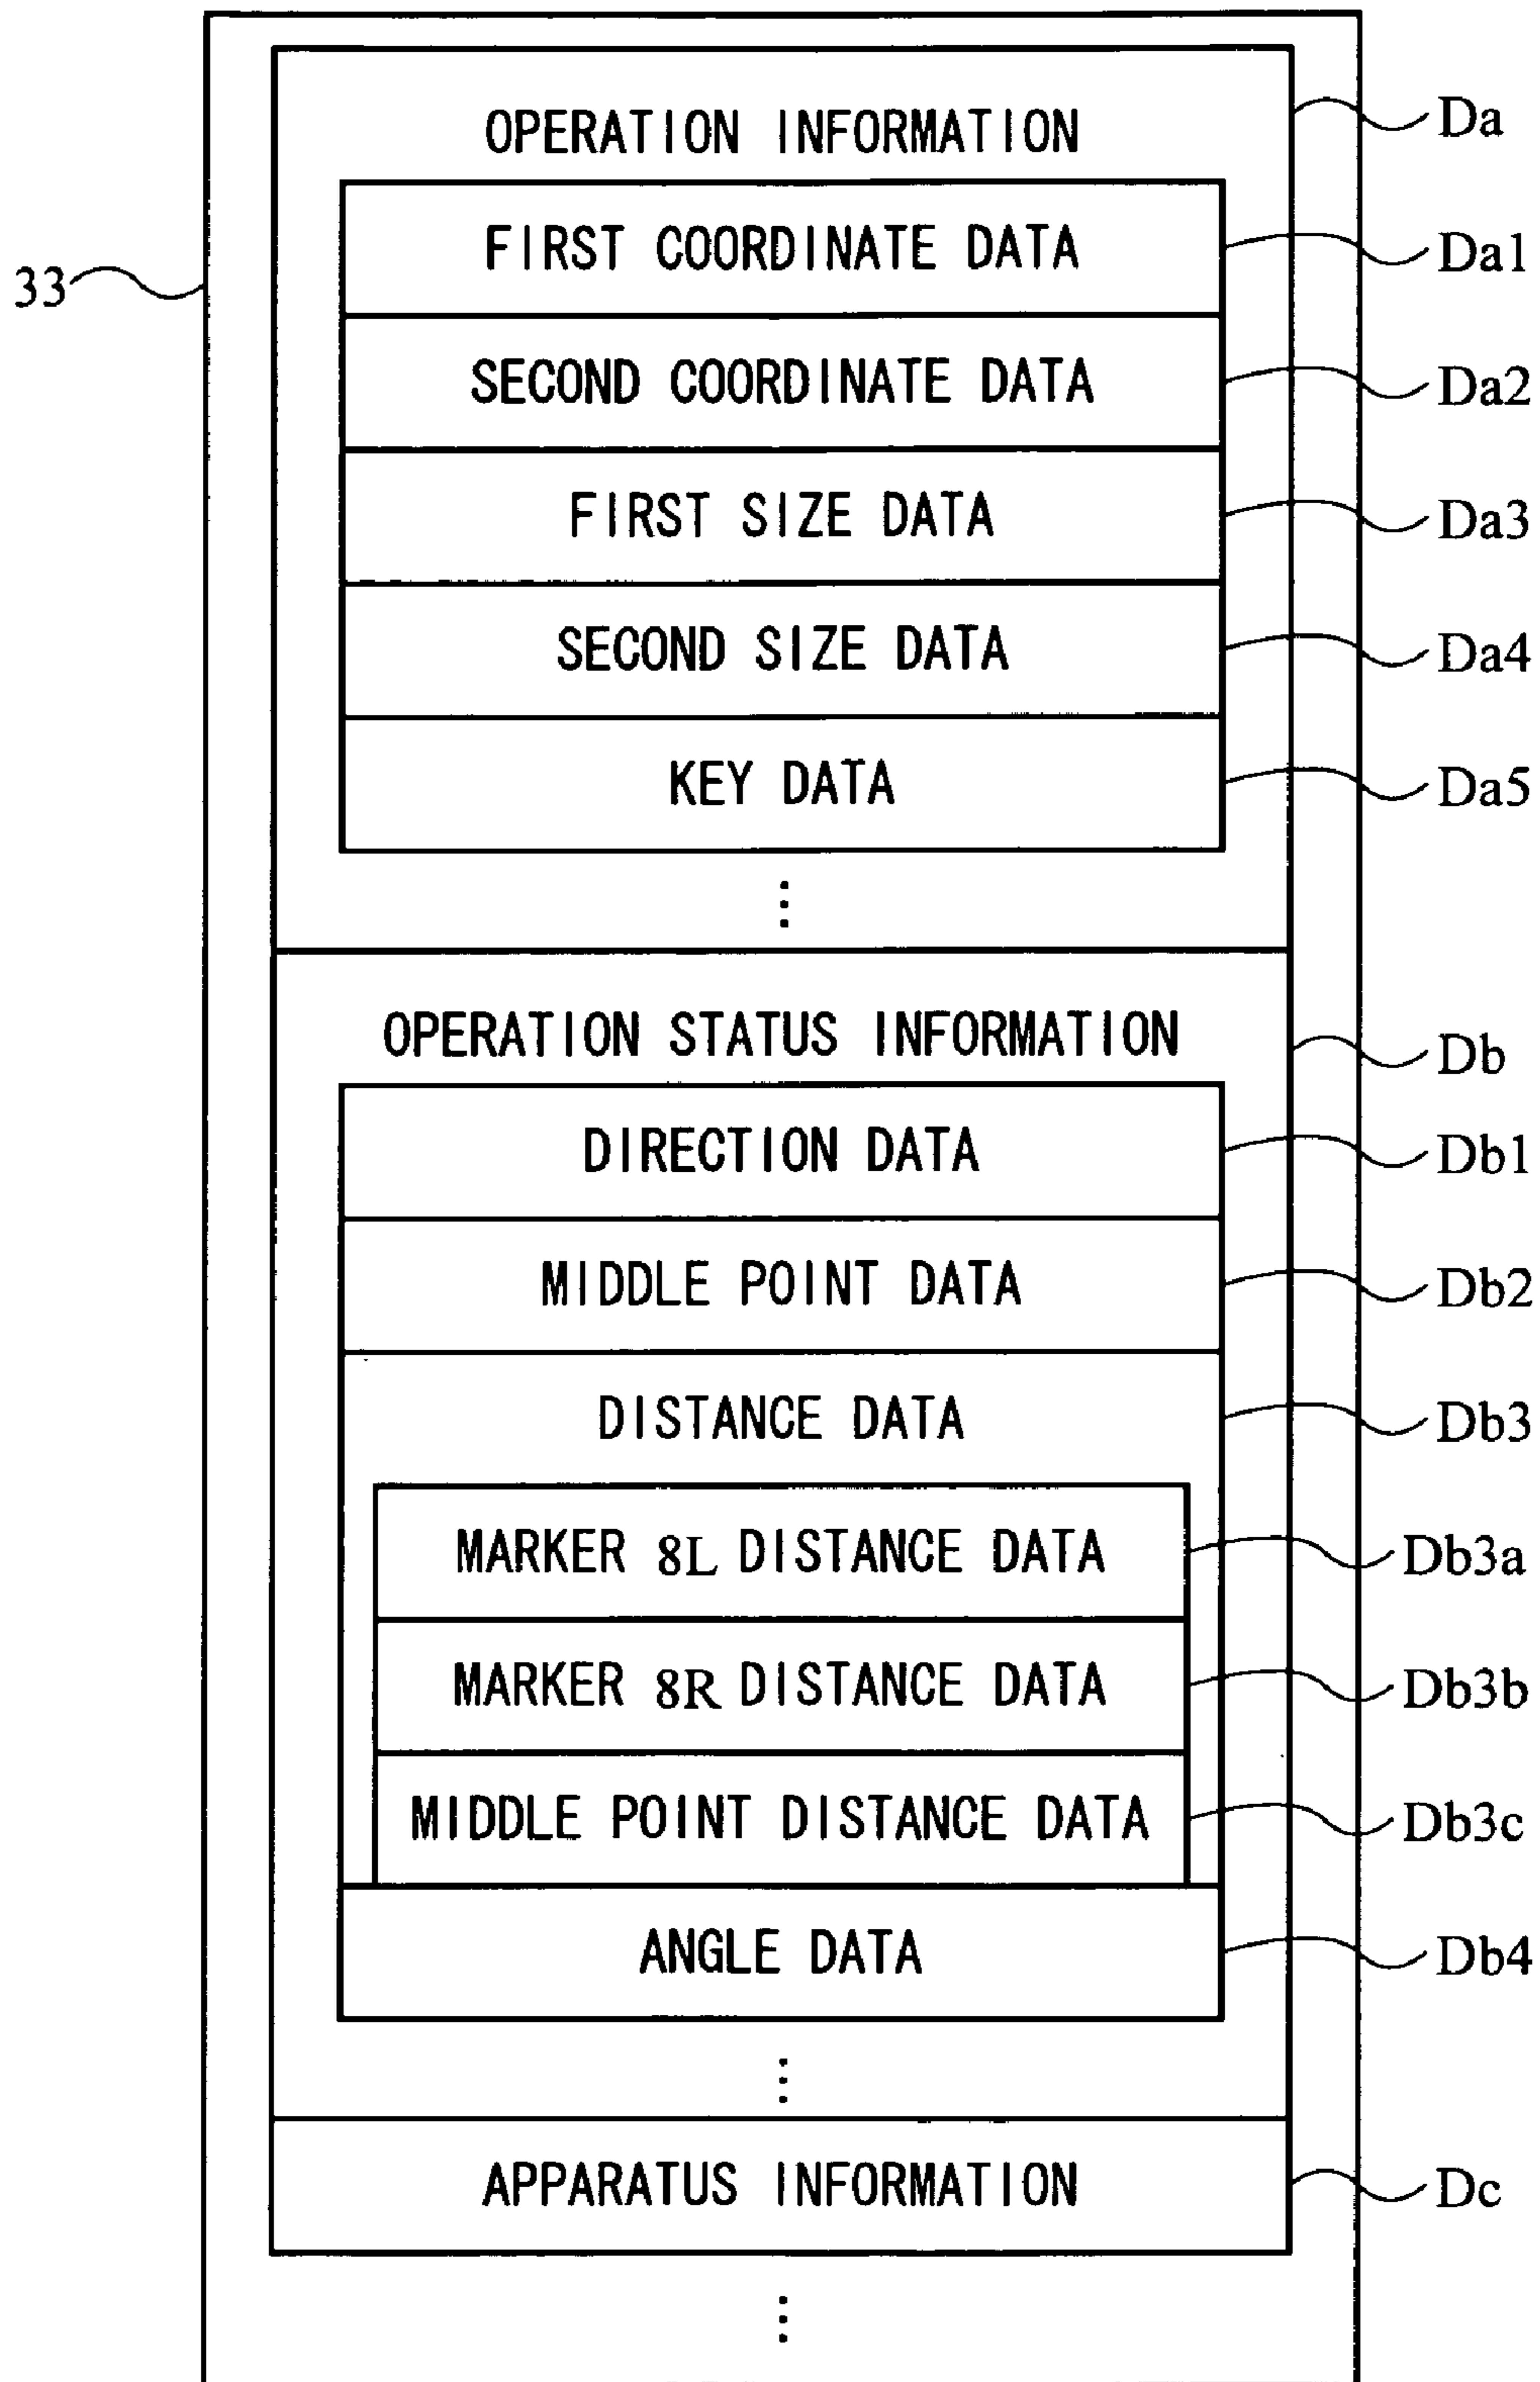 OPERATION INFORMATION Da
FIRST COORDINATE DATA Da1
33
SECOND COORDINATE DATA Da2
FIRST SIZE DATA Da3
SECOND SIZE DATA Da4
KEY DATA Da5
⋮
OPERATION STATUS INFORMATION Db
DIRECTION DATA Db1
MIDDLE POINT DATA Db2
DISTANCE DATA Db3
MARKER 8L DISTANCE DATA Db3a
MARKER 8R DISTANCE DATA Db3b
MIDDLE POINT DISTANCE DATA Db3c
ANGLE DATA Db4
⋮
APPARATUS INFORMATION Dc
⋮